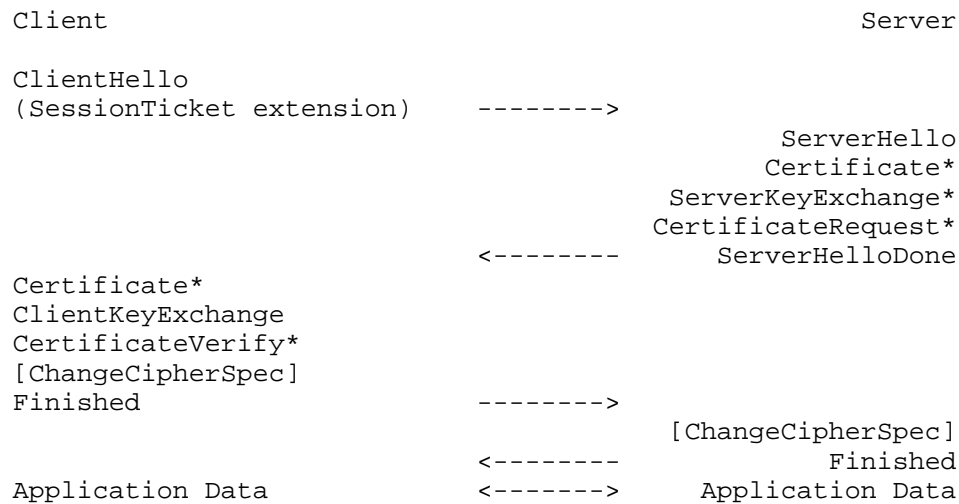 Client                                               Server

ClientHello
(SessionTicket extension)    -------->
                                                ServerHello
                                               Certificate*
                                         ServerKeyExchange*
                                        CertificateRequest*
                             <--------      ServerHelloDone
Certificate*
ClientKeyExchange
CertificateVerify*
[ChangeCipherSpec]
Finished                     -------->
                                         [ChangeCipherSpec]
                             <--------             Finished
Application Data             <------->     Application Data